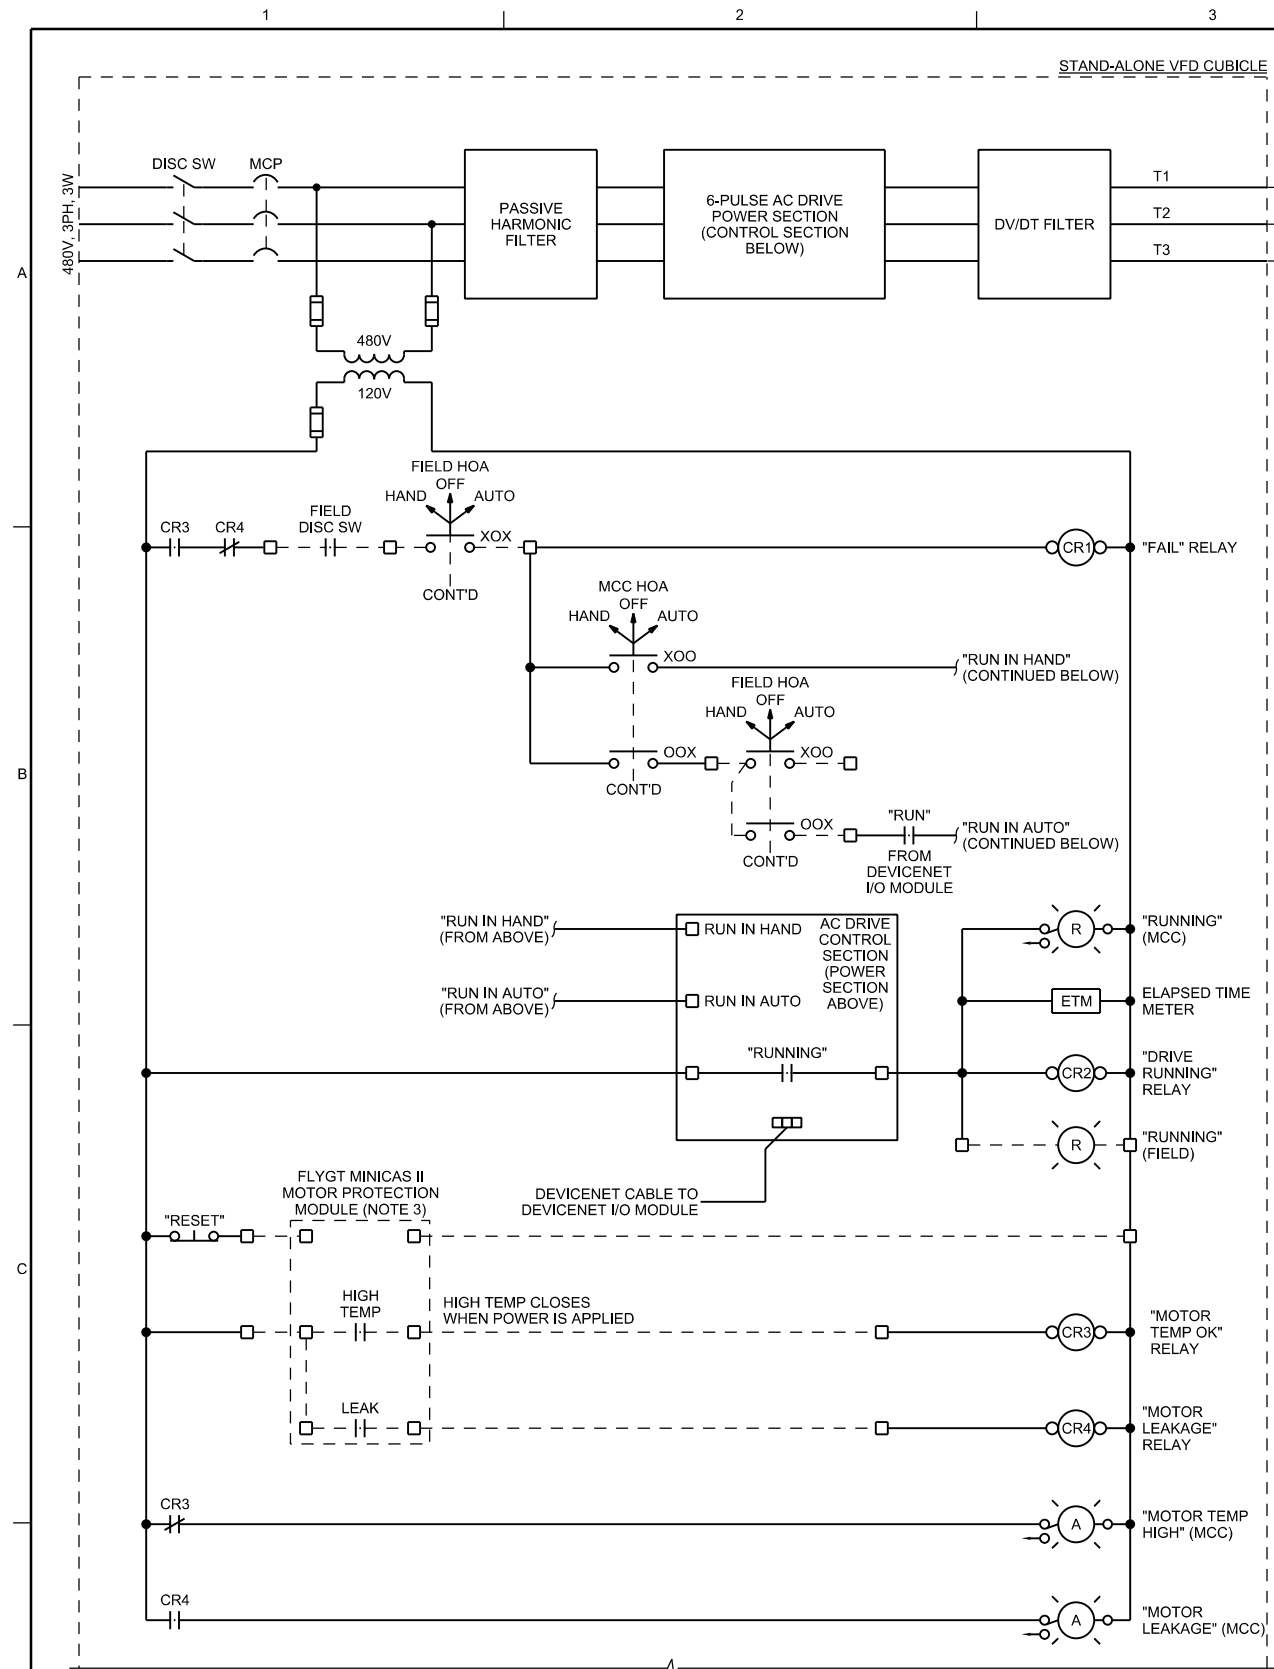 1
2
3
STAND-ALONE VFD CUBICLE
A
480V, 3PH, 3W
DISC SW
MCP
PASSIVE
HARMONIC
FILTER
6-PULSE AC DRIVE
POWER SECTION
(CONTROL SECTION
BELOW)
DV/DT FILTER
T1
T2
T3
480V
120V
FIELD HOA
OFF
HAND
AUTO
CR3
CR4
FIELD
DISC SW
XOX
CONT'D
CR1
"FAIL" RELAY
MCC HOA
OFF
HAND
AUTO
XOO
"RUN IN HAND"
(CONTINUED BELOW)
FIELD HOA
OFF
HAND
AUTO
B
OOX
XOO
CONT'D
OOX
CONT'D
"RUN"
FROM
DEVICENET
I/O MODULE
"RUN IN AUTO"
(CONTINUED BELOW)
"RUN IN HAND"
(FROM ABOVE)
RUN IN HAND
AC DRIVE
CONTROL
SECTION
(POWER
SECTION
ABOVE)
R
"RUNNING"
(MCC)
"RUN IN AUTO"
(FROM ABOVE)
RUN IN AUTO
ETM
ELAPSED TIME
METER
"RUNNING"
CR2
"DRIVE
RUNNING"
RELAY
R
"RUNNING"
(FIELD)
DEVICENET CABLE TO
DEVICENET I/O MODULE
FLYGT MINICAS II
MOTOR PROTECTION
MODULE (NOTE 3)
"RESET"
C
HIGH
TEMP
HIGH TEMP CLOSES
WHEN POWER IS APPLIED
CR3
"MOTOR
TEMP OK"
RELAY
LEAK
CR4
"MOTOR
LEAKAGE"
RELAY
CR3
A
"MOTOR TEMP
HIGH" (MCC)
CR4
A
"MOTOR
LEAKAGE" (MCC)